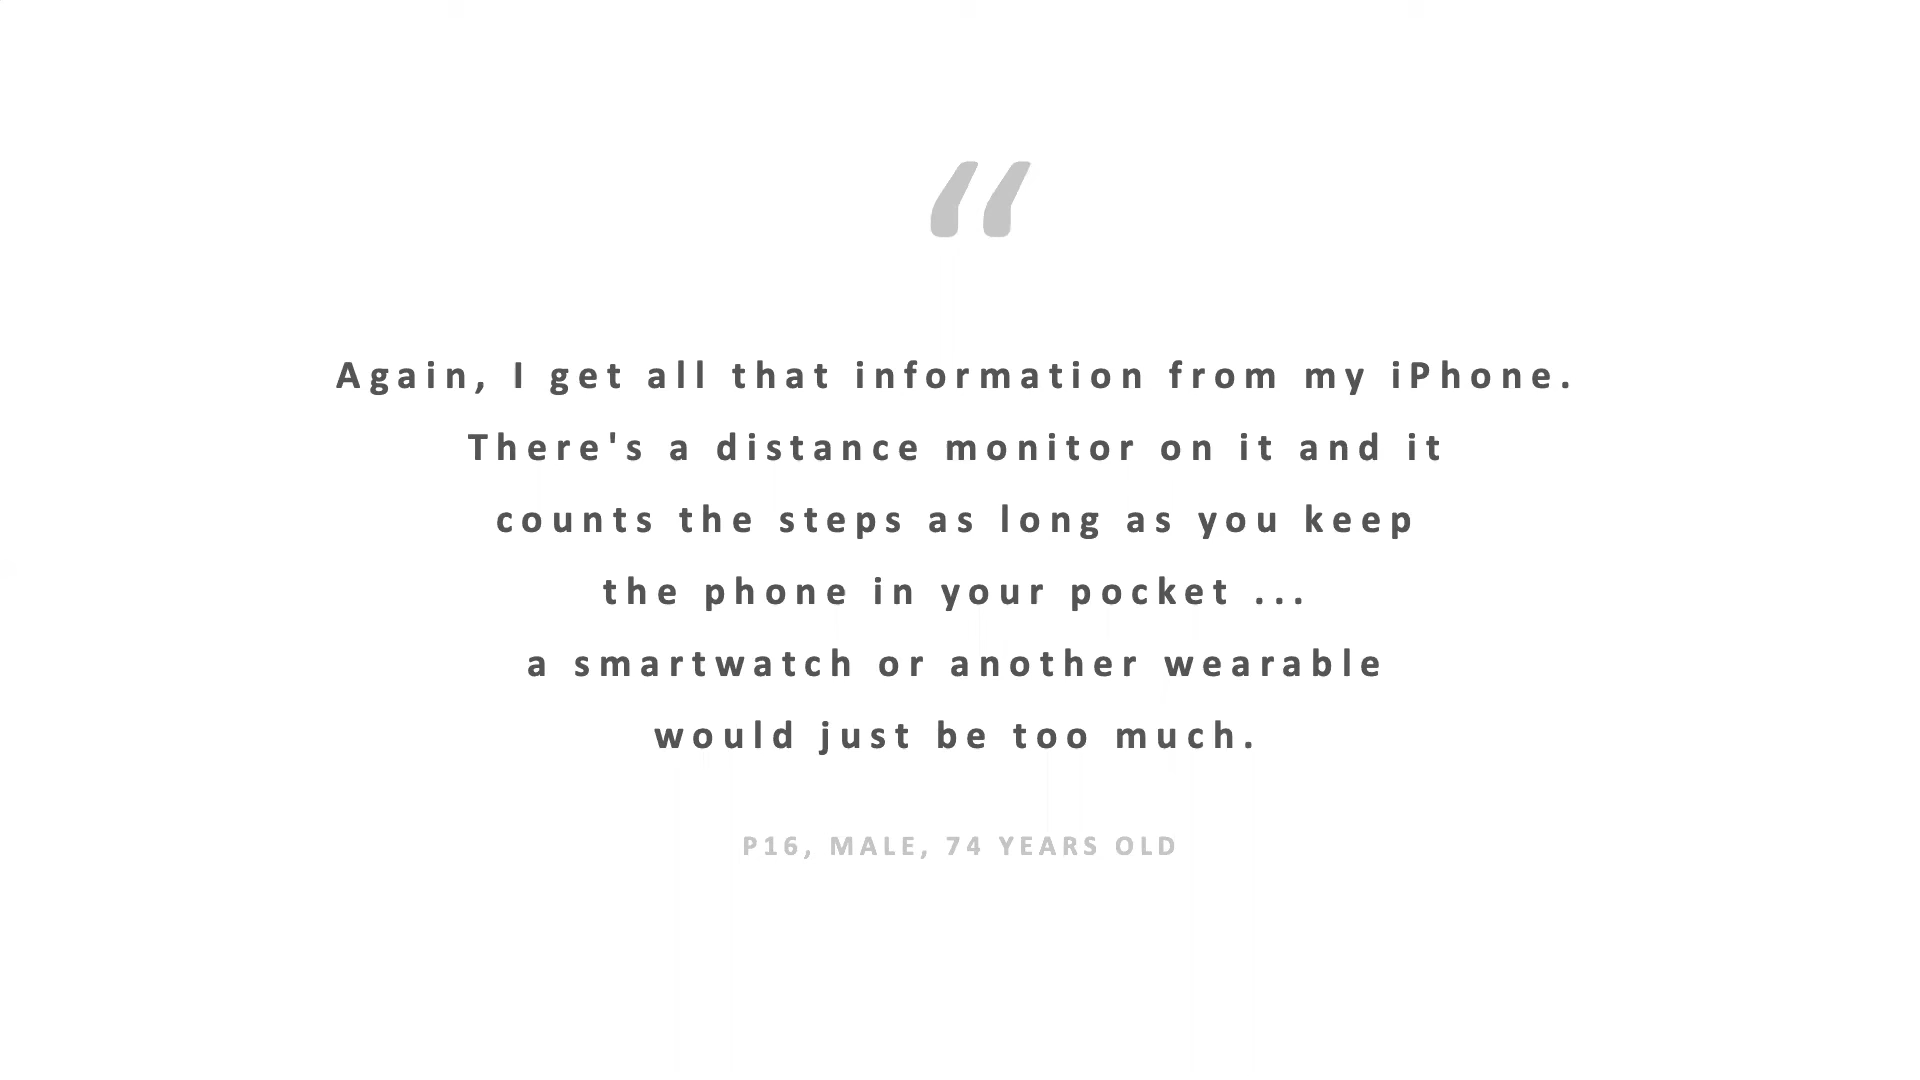 “
Again, I get all that information from my iPhone.
There's a distance monitor on it and it
counts the steps as long as you keep
the phone in your pocket ...
a smartwatch or another wearable
would just be too much.
P16, MALE, 74 YEARS OLD